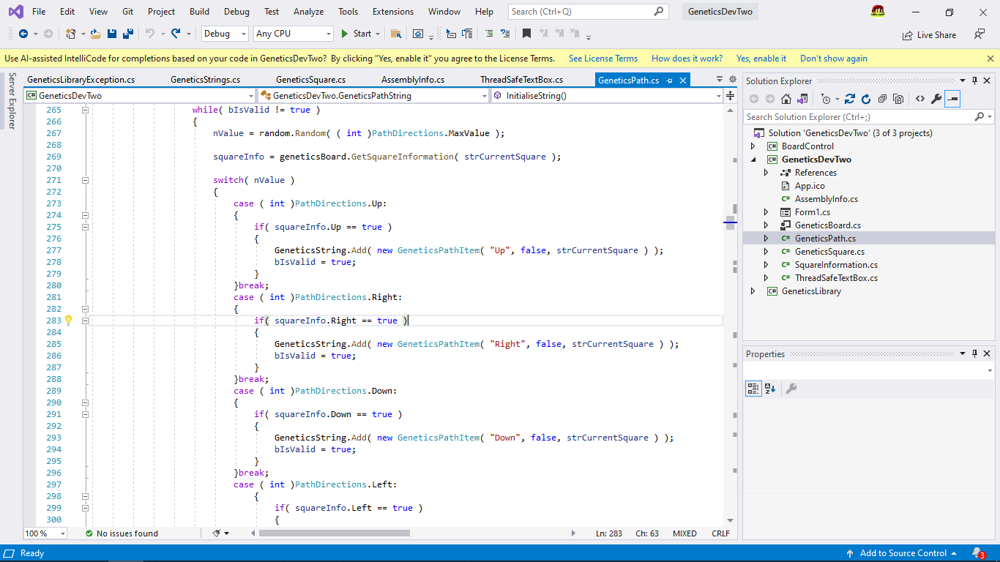 File Edit View Git Project Build Debug Test Analyze Tools Extensions Window Help Search (Ctrl+Q) GeneticsDevTwo
Debug Any CPU Start Live Share
Use AI-assisted IntelliCode for completions based on your code in GeneticsDevTwo? By clicking "Yes, enable it" you agree to the License Terms. See License Terms How does it work? Yes, enable it Don't show again
Server Explorer
GeneticsLibraryException.cs GeneticsStrings.cs GeneticsSquare.cs AssemblyInfo.cs ThreadSafeTextBox.cs GeneticsPath.cs
GeneticsDevTwo GeneticsDevTwo.GeneticsPathString InitialiseString()
265 while( bIsValid != true )
266 {
267 nValue = random.Random( ( int )PathDirections.MaxValue );
268
269 squareInfo = geneticsBoard.GetSquareInformation( strCurrentSquare );
270
271 switch( nValue )
272 {
273 case ( int )PathDirections.Up:
274 {
275 if( squareInfo.Up == true )
276 {
277 GeneticsString.Add( new GeneticsPathItem( "Up", false, strCurrentSquare ) );
278 bIsValid = true;
279 }
280 }break;
281 case ( int )PathDirections.Right:
282 {
283 if( squareInfo.Right == true )
284 {
285 GeneticsString.Add( new GeneticsPathItem( "Right", false, strCurrentSquare ) );
286 bIsValid = true;
287 }
288 }break;
289 case ( int )PathDirections.Down:
290 {
291 if( squareInfo.Down == true )
292 {
293 GeneticsString.Add( new GeneticsPathItem( "Down", false, strCurrentSquare ) );
294 bIsValid = true;
295 }
296 }break;
297 case ( int )PathDirections.Left:
298 {
299 if( squareInfo.Left == true )
300 {
100 % No issues found Ln: 283 Ch: 63 MIXED CRLF
Solution Explorer
Search Solution Explorer (Ctrl+;)
Solution 'GeneticsDevTwo' (3 of 3 projects)
BoardControl
GeneticsDevTwo
References
App.ico
AssemblyInfo.cs
Form1.cs
GeneticsBoard.cs
GeneticsPath.cs
GeneticsSquare.cs
SquareInformation.cs
ThreadSafeTextBox.cs
GeneticsLibrary
Properties
Ready Add to Source Control 3